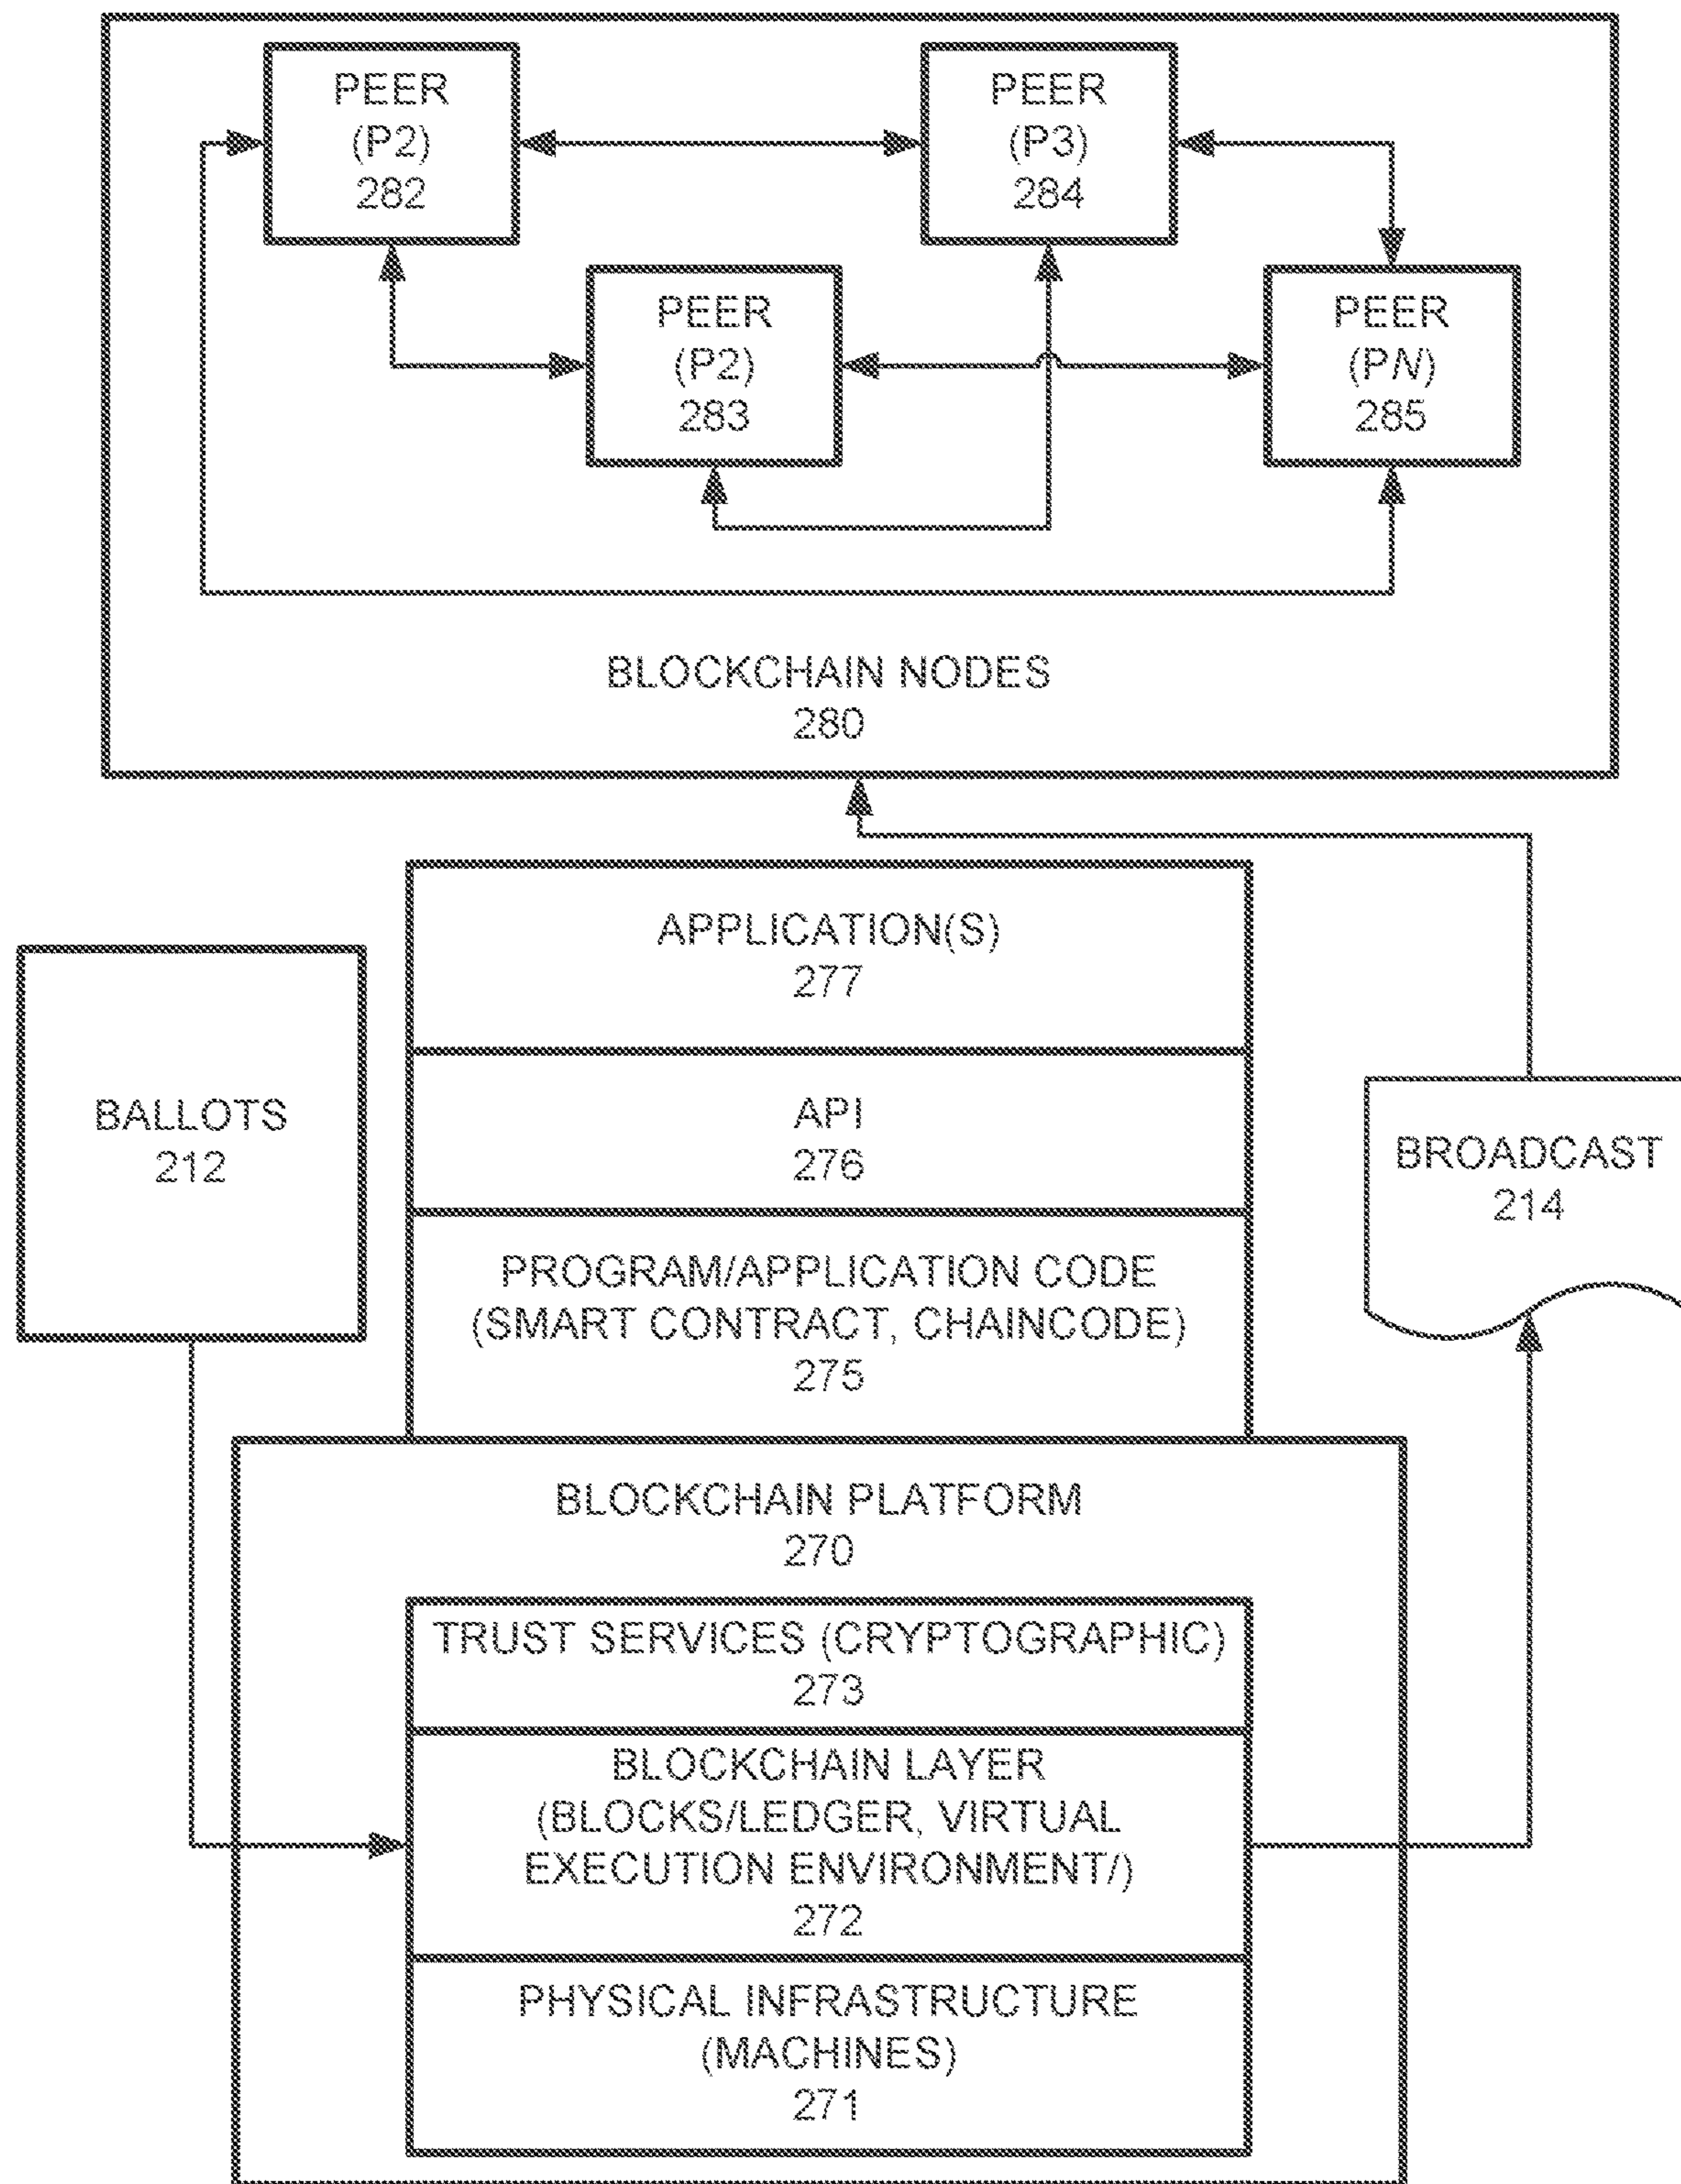 PEER
(P2)
282
PEER
(P3)
284
PEER
(P2)
283
PEER
(PN)
285
BLOCKCHAIN NODES
280
APPLICATION(S)
277
BALLOTS
212
API
276
BROADCAST
214
PROGRAM/APPLICATION CODE
(SMART CONTRACT, CHAINCODE)
275
BLOCKCHAIN PLATFORM
270
TRUST SERVICES (CRYPTOGRAPHIC)
273
BLOCKCHAIN LAYER
(BLOCKS/LEDGER, VIRTUAL
EXECUTION ENVIRONMENT/)
272
PHYSICAL INFRASTRUCTURE
(MACHINES)
271